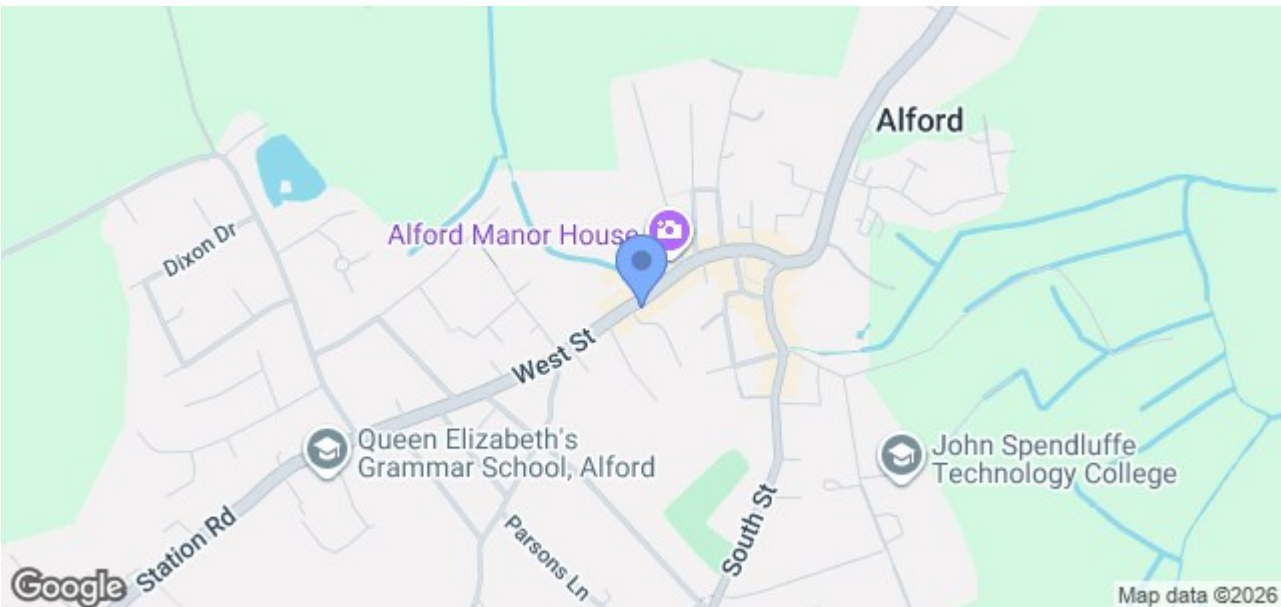 Alford
Dixon Dr
Alford Manor House
West St
Queen Elizabeth's
Grammar School, Alford
John Spendluffe
Technology College
Station Rd
Parsons Ln
South St
Google
Map data ©2026